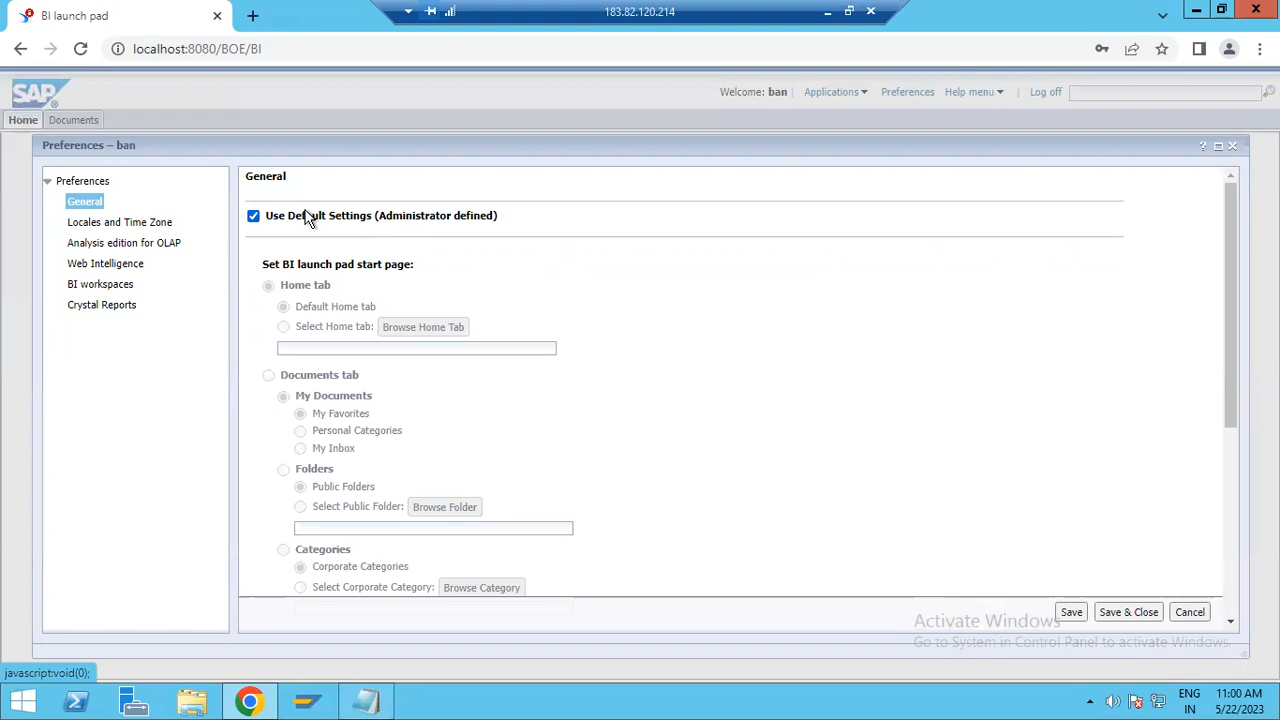 BI launch pad
183.82.120.214
localhost:8080/BOE/BI
SAP
Welcome: ban
Applications
Preferences
Help menu
Log off
Home
Documents
Preferences – ban
Preferences
General
Locales and Time Zone
Analysis edition for OLAP
Web Intelligence
BI workspaces
Crystal Reports
General
Use Default Settings (Administrator defined)
Set BI launch pad start page:
Home tab
Default Home tab
Select Home tab: Browse Home Tab
Documents tab
My Documents
My Favorites
Personal Categories
My Inbox
Folders
Public Folders
Select Public Folder: Browse Folder
Categories
Corporate Categories
Select Corporate Category: Browse Category
Save
Save & Close
Cancel
Activate Windows
Go to System in Control Panel to activate Windows.
javascript:void(0);
ENG
IN
11:00 AM
5/22/2023